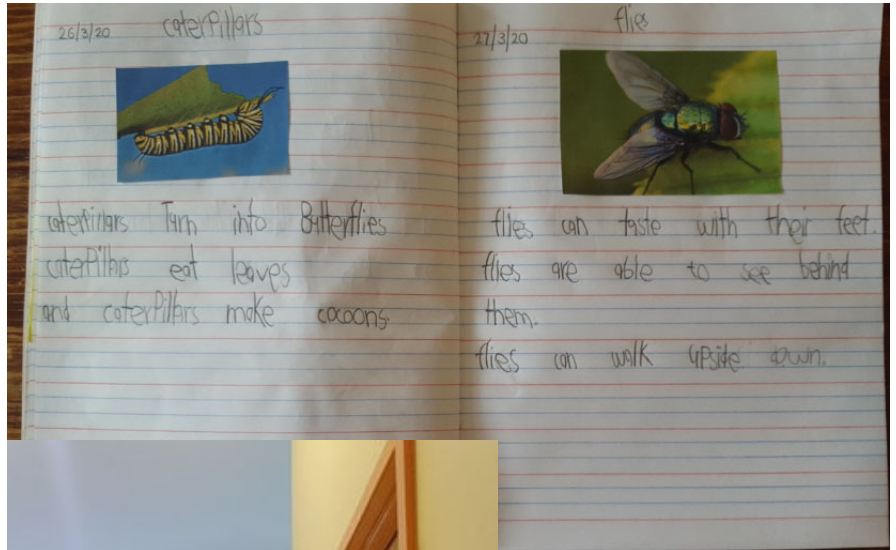 26/3/20 caterPillars
caterpillars Turn into Butterflies
caterPillars eat leaves
and caterPillars make cocoons.
27/3/20 flies
flies can taste with their feet.
flies are able to see behind
them.
flies can walk upside down.